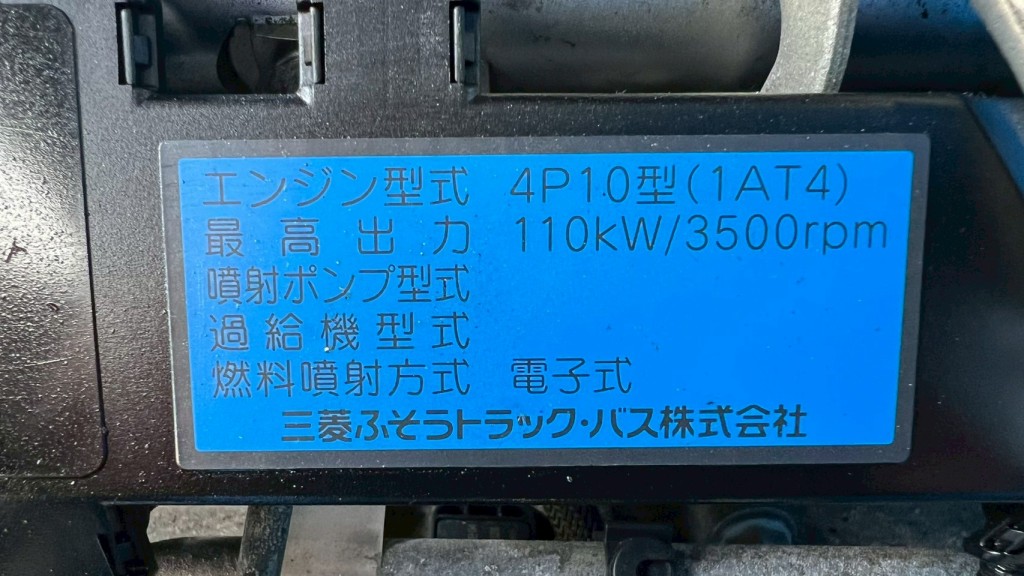 エンジン型式 4P10型(1AT4)
最高出力 110kW/3500rpm
噴射ポンプ型式
過給機型式
燃料噴射方式 電子式
三菱ふそうトラック・バス株式会社